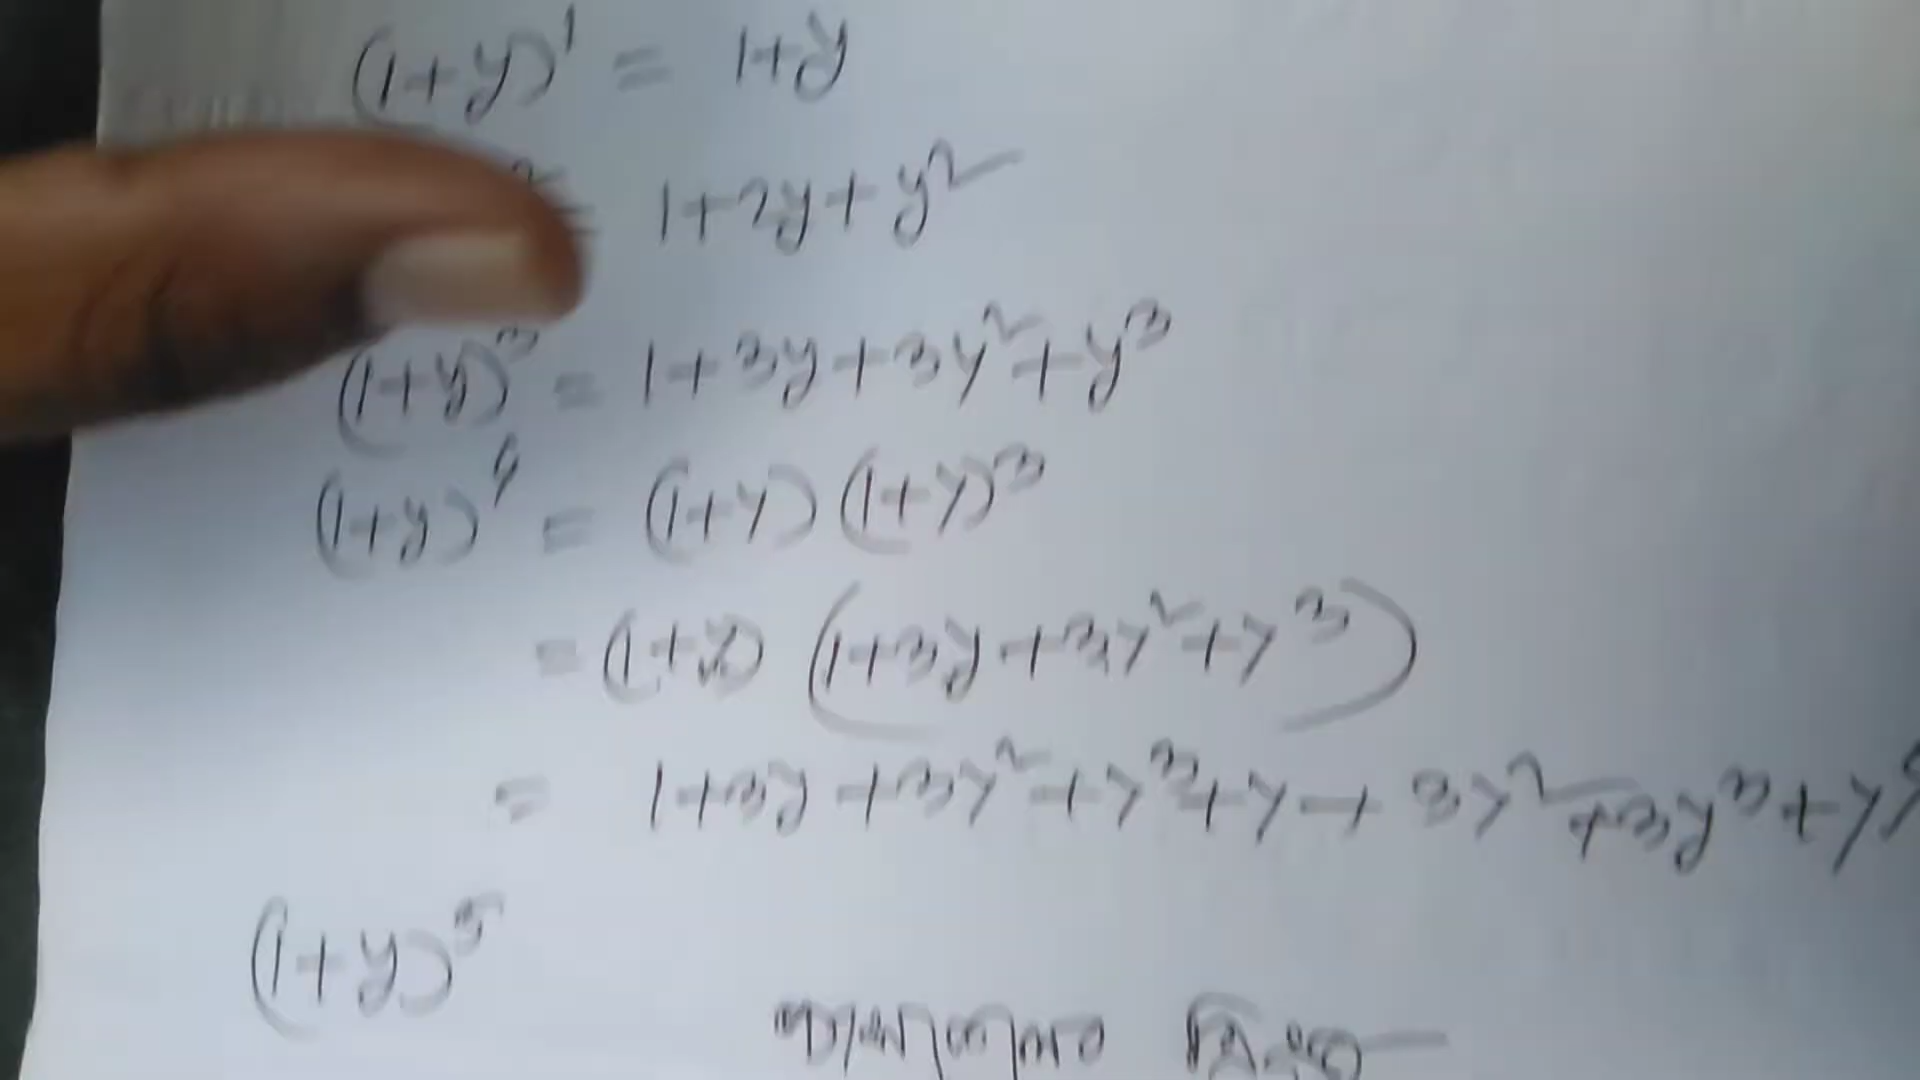 (1+y)¹ = 1+y
² = 1+2y+y²
(1+y)³ = 1+3y+3y²+y³
(1+y)⁴ = (1+y) (1+y)³
= (1+y) (1+3y+3y²+y³)
= 1+3y+3y²+y³+y+3y²+3y³+y⁴
(1+y)⁵